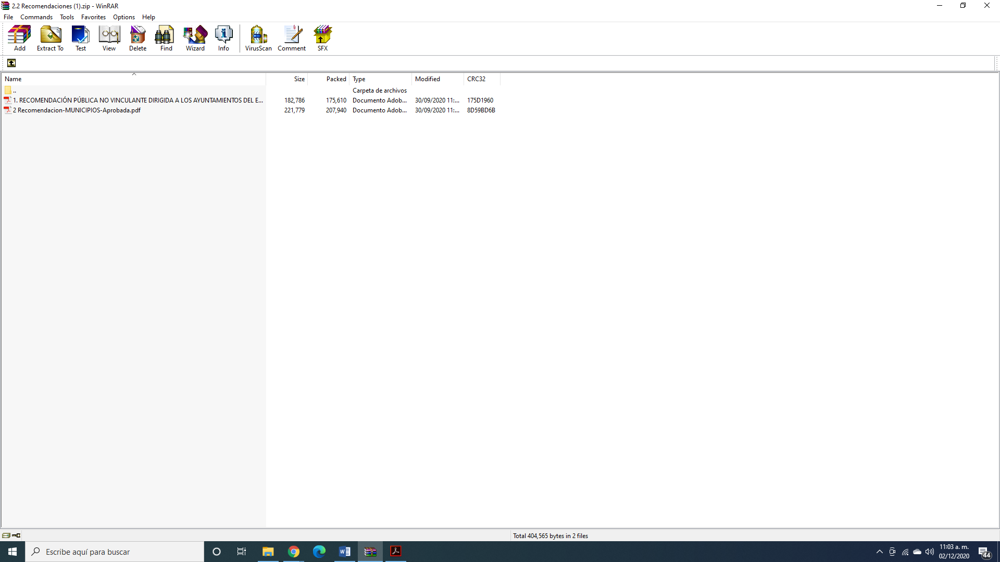 2.2 Recomendaciones (1).zip - WinRAR
File Commands Tools Favorites Options Help
Add Extract To Test View Delete Find Wizard Info VirusScan Comment SFX
Name Size Packed Type Modified CRC32
.. Carpeta de archivos
1. RECOMENDACIÓN PÚBLICA NO VINCULANTE DIRIGIDA A LOS AYUNTAMIENTOS DEL E... 182,786 175,610 Documento Adob... 30/09/2020 11:... 175D1960
2 Recomendacion-MUNICIPIOS-Aprobada.pdf 221,779 207,940 Documento Adob... 30/09/2020 11:... 8D59BD6B
Total 404,565 bytes in 2 files
Escribe aquí para buscar
11:03 a. m.
02/12/2020
44